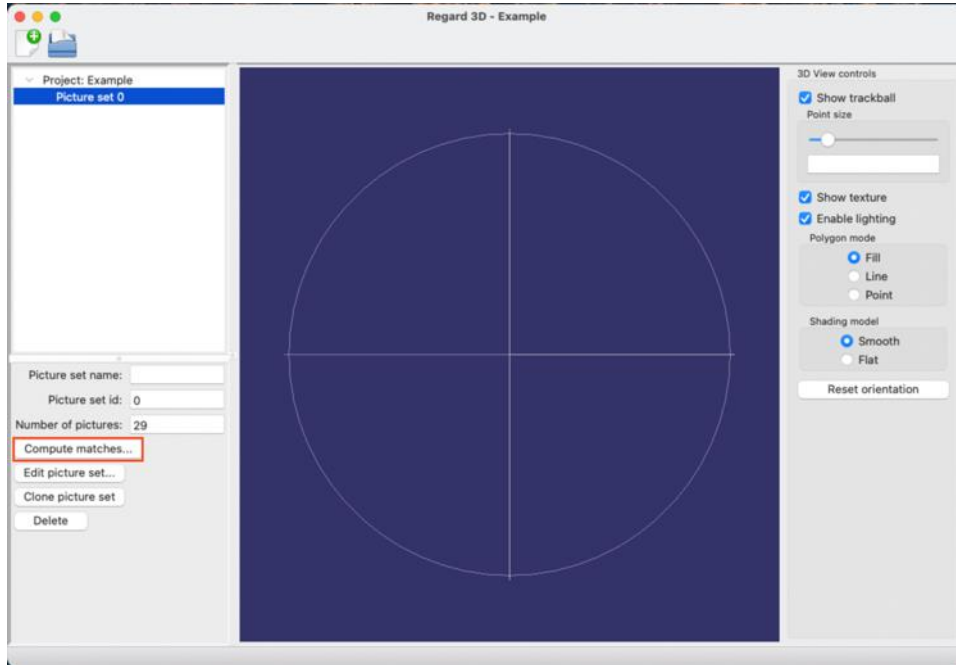 Regard 3D - Example
Project: Example
Picture set 0
Picture set name:
Picture set id: 0
Number of pictures: 29
Compute matches...
Edit picture set...
Clone picture set
Delete
3D View controls
Show trackball
Point size
Show texture
Enable lighting
Polygon mode
Fill
Line
Point
Shading model
Smooth
Flat
Reset orientation